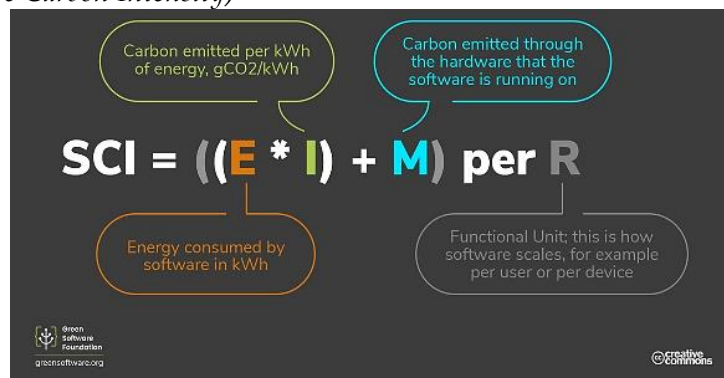 Carbon Intensity)
Carbon emitted per kWh
of energy, gCO2/kWh
Carbon emitted through
the hardware that the
software is running on
SCI = ((E * I) + M) per R
Energy consumed by
software in kWh
Functional Unit; this is how
software scales, for example
per user or per device
Green
Software
Foundation
greensoftware.org
creative
commons